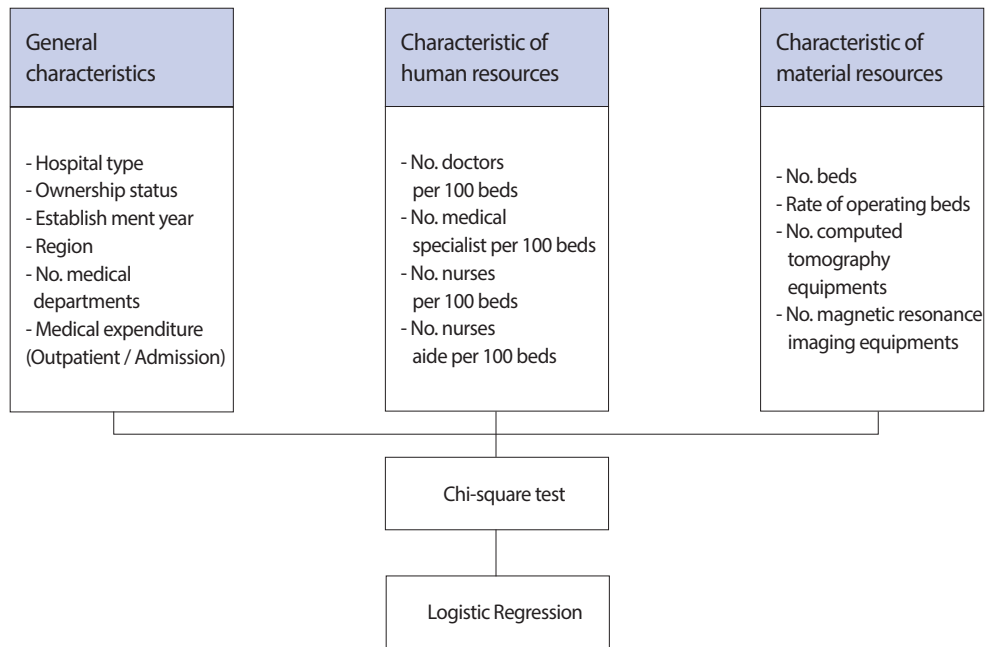 General
characteristics
- Hospital type
- Ownership status
- Establish ment year
- Region
- No. medical
departments
- Medical expenditure
(Outpatient / Admission)
Characteristic of
human resources
- No. doctors
per 100 beds
- No. medical
specialist per 100 beds
- No. nurses
per 100 beds
- No. nurses
aide per 100 beds
Characteristic of
material resources
- No. beds
- Rate of operating beds
- No. computed
tomography
equipments
- No. magnetic resonance
imaging equipments
Chi-square test
Logistic Regression